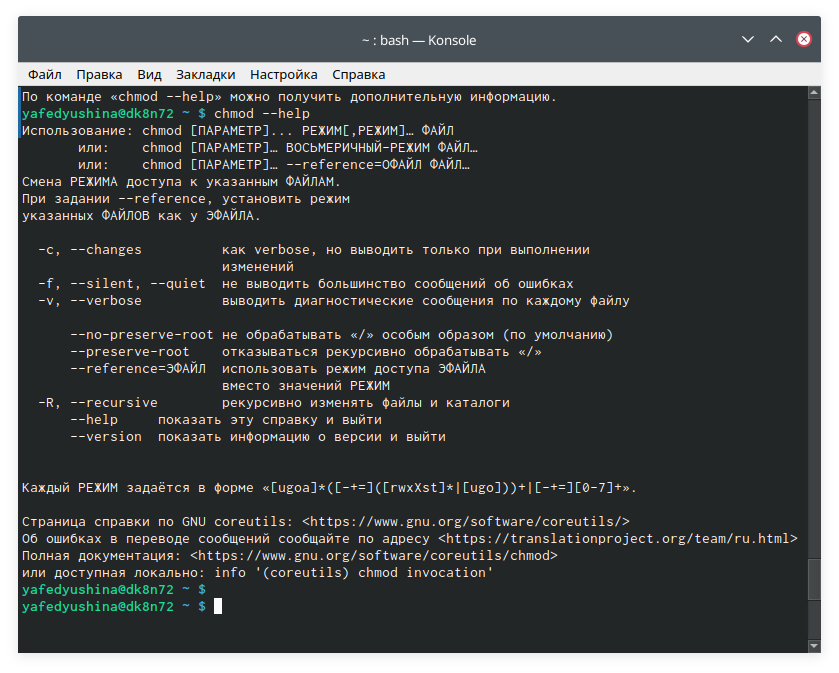 ~ : bash — Konsole
Файл Правка Вид Закладки Настройка Справка
По команде «chmod --help» можно получить дополнительную информацию.
yafedyushina@dk8n72 ~ $ chmod --help
Использование: chmod [ПАРАМЕТР]... РЕЖИМ[,РЕЖИМ]… ФАЙЛ
или: chmod [ПАРАМЕТР]… ВОСЬМЕРИЧНЫЙ-РЕЖИМ ФАЙЛ…
или: chmod [ПАРАМЕТР]… --reference=ОФАЙЛ ФАЙЛ…
Смена РЕЖИМА доступа к указанным ФАЙЛАМ.
При задании --reference, установить режим
указанных ФАЙЛОВ как у ЭФАЙЛА.
-c, --changes как verbose, но выводить только при выполнении
изменений
-f, --silent, --quiet не выводить большинство сообщений об ошибках
-v, --verbose выводить диагностические сообщения по каждому файлу
--no-preserve-root не обрабатывать «/» особым образом (по умолчанию)
--preserve-root отказываться рекурсивно обрабатывать «/»
--reference=ЭФАЙЛ использовать режим доступа ЭФАЙЛА
вместо значений РЕЖИМ
-R, --recursive рекурсивно изменять файлы и каталоги
--help показать эту справку и выйти
--version показать информацию о версии и выйти
Каждый РЕЖИМ задаётся в форме «[ugoa]*([-+=]([rwxXst]*|[ugo]))+|[-+=][0-7]+».
Страница справки по GNU coreutils: <https://www.gnu.org/software/coreutils/>
Об ошибках в переводе сообщений сообщайте по адресу <https://translationproject.org/team/ru.html>
Полная документация: <https://www.gnu.org/software/coreutils/chmod>
или доступная локально: info '(coreutils) chmod invocation'
yafedyushina@dk8n72 ~ $
yafedyushina@dk8n72 ~ $